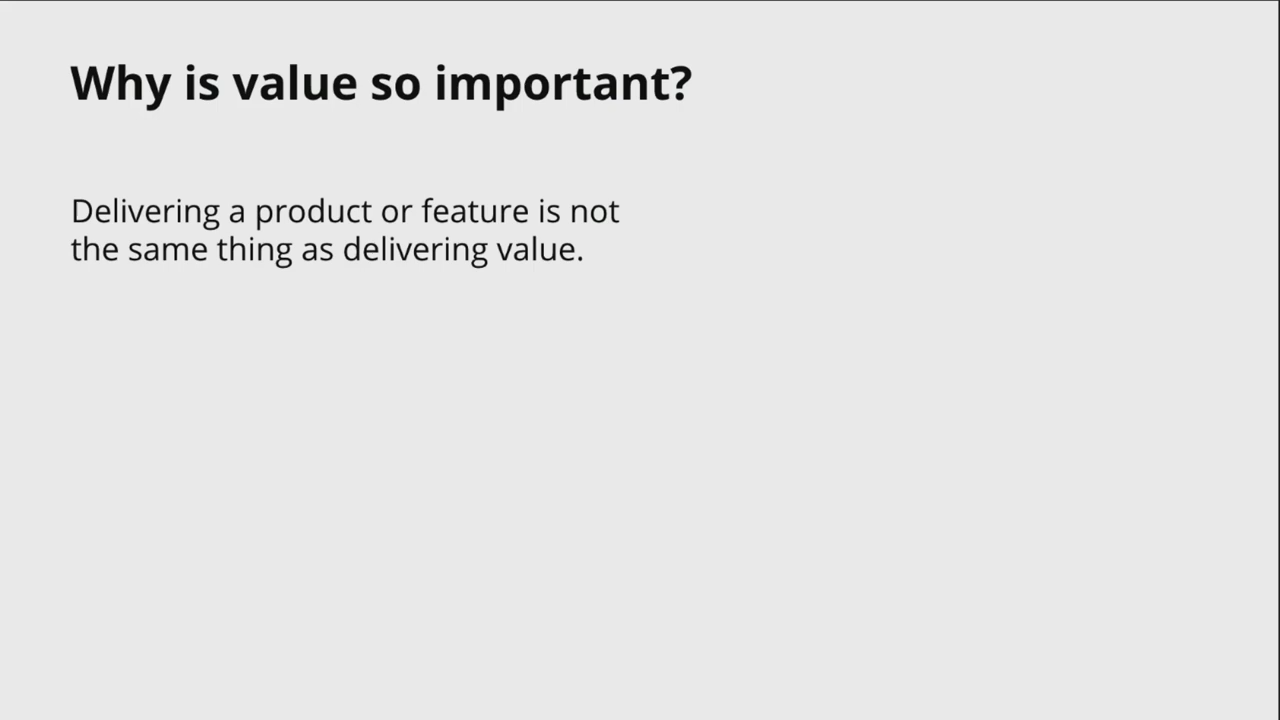 Why is value so important?
Delivering a product or feature is not
the same thing as delivering value.